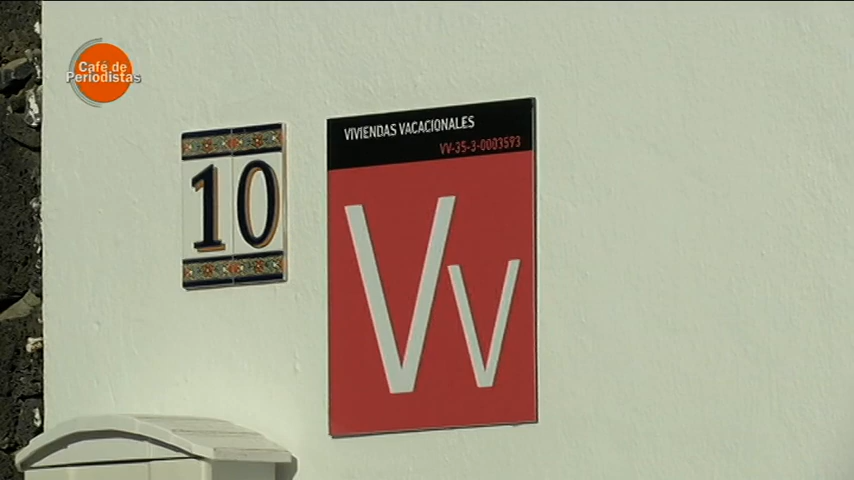 Café de
Periodistas
10
VIVIENDAS VACACIONALES
VV-35-3-0003593
Vv